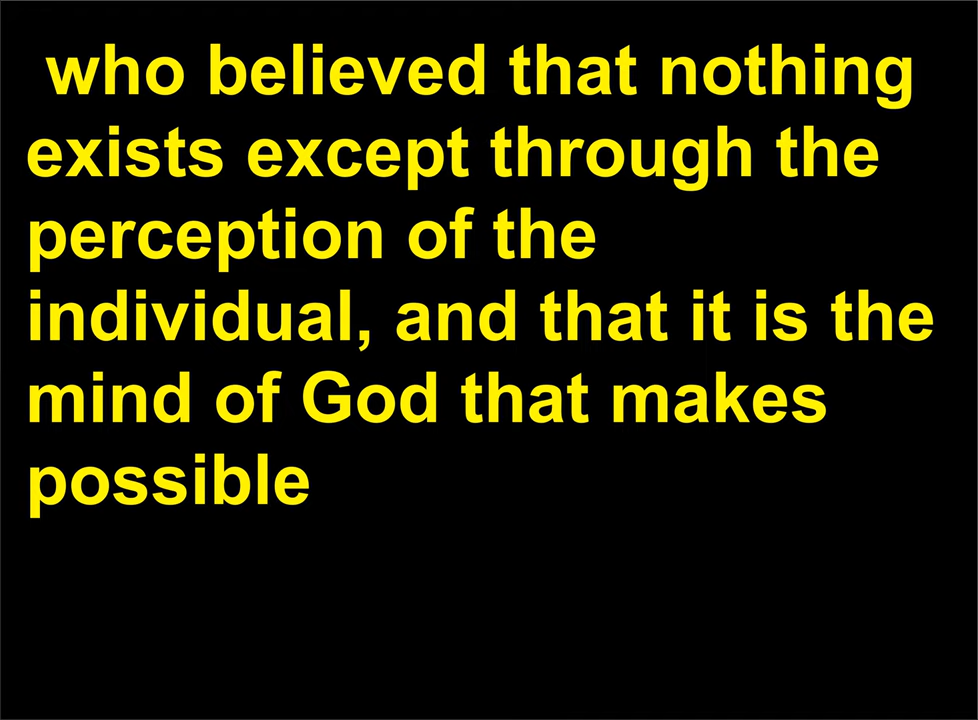 who believed that nothing
exists except through the
perception of the
individual, and that it is the
mind of God that makes
possible